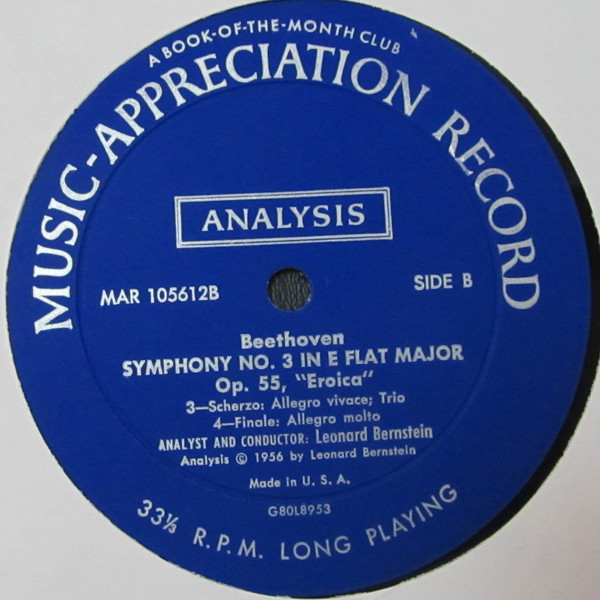 A BOOK-OF-THE-MONTH CLUB
MUSIC-APPRECIATION RECORD
ANALYSIS
MAR 105612B
SIDE B
Beethoven
SYMPHONY NO. 3 IN E FLAT MAJOR
Op. 55, "Eroica"
3—Scherzo: Allegro vivace; Trio
4—Finale: Allegro molto
ANALYST AND CONDUCTOR: Leonard Bernstein
Analysis © 1956 by Leonard Bernstein
Made in U. S. A.
G80L8953
33⅓ R.P.M. LONG PLAYING